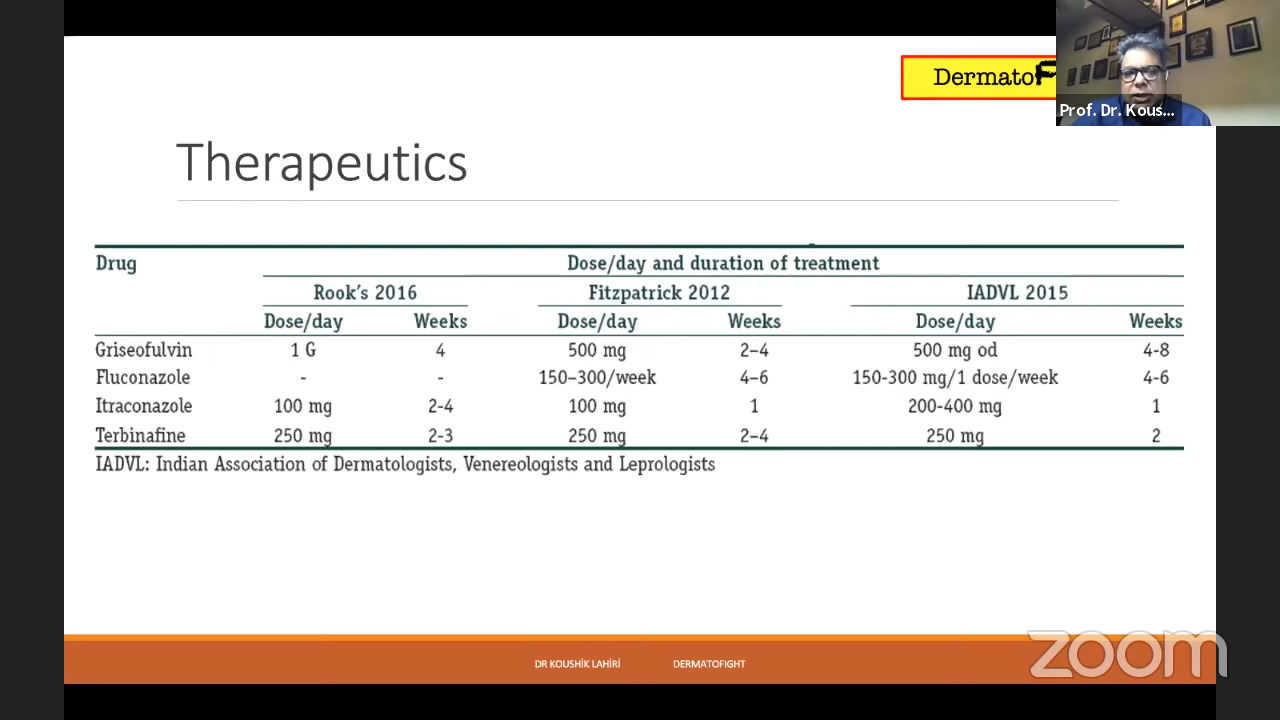 DermatoF
Prof. Dr. Kous...
Therapeutics
Drug Dose/day and duration of treatment
Rook's 2016 Fitzpatrick 2012 IADVL 2015
Dose/day Weeks Dose/day Weeks Dose/day Weeks
Griseofulvin 1 G 4 500 mg 2–4 500 mg od 4-8
Fluconazole - - 150–300/week 4–6 150-300 mg/1 dose/week 4-6
Itraconazole 100 mg 2-4 100 mg 1 200-400 mg 1
Terbinafine 250 mg 2-3 250 mg 2–4 250 mg 2
IADVL: Indian Association of Dermatologists, Venereologists and Leprologists
DR KOUSHİK LAHİRİ DERMATOFIGHT
zoom